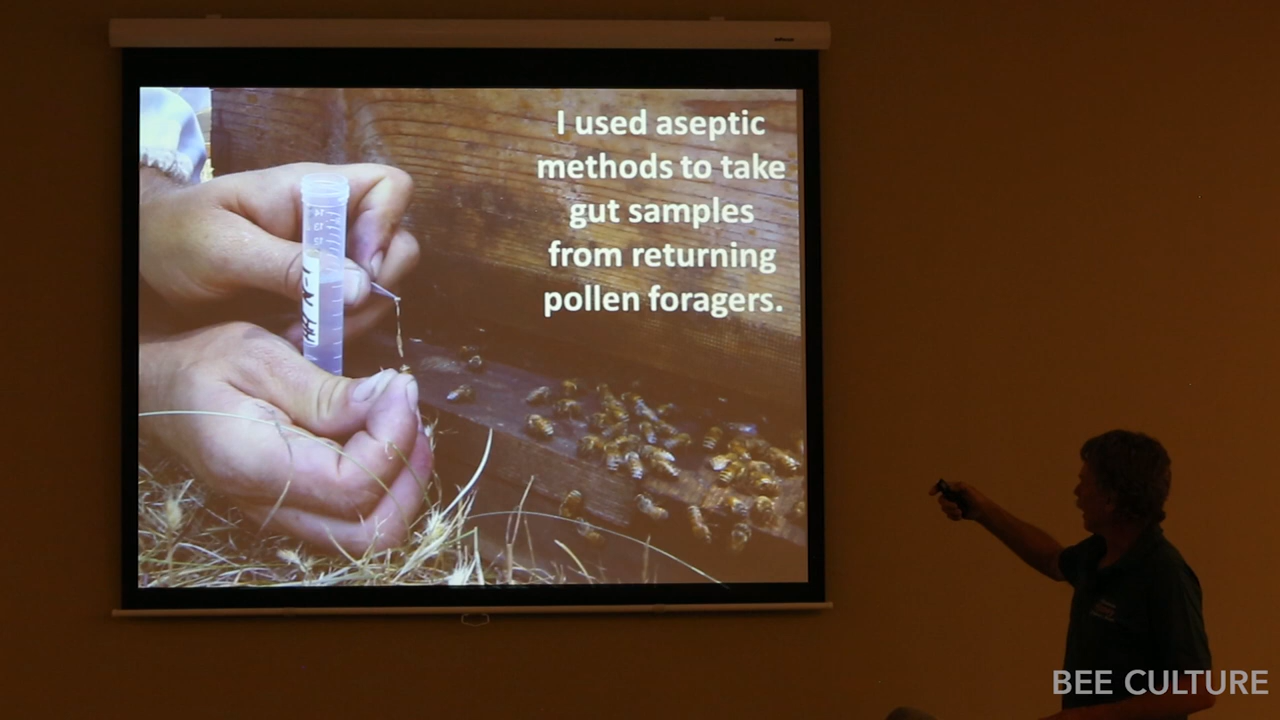 I used aseptic
methods to take
gut samples
from returning
pollen foragers.
BEE CULTURE